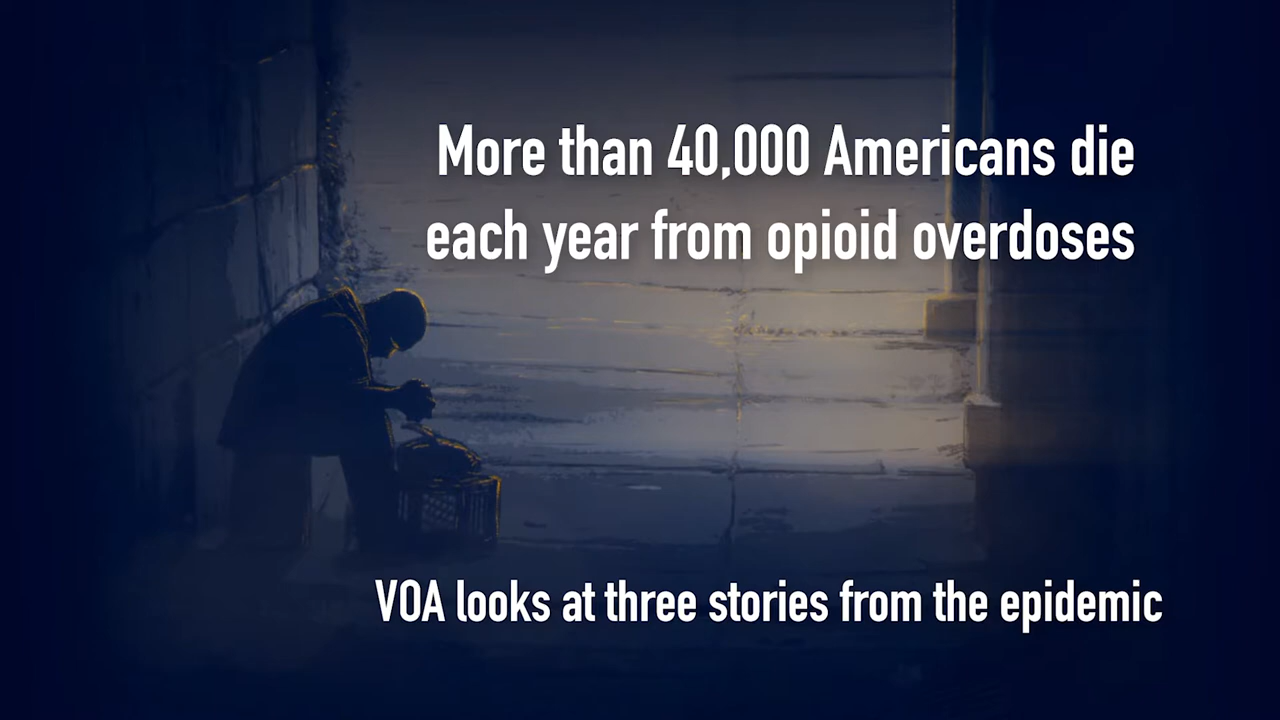 More than 40,000 Americans die
each year from opioid overdoses
VOA looks at three stories from the epidemic